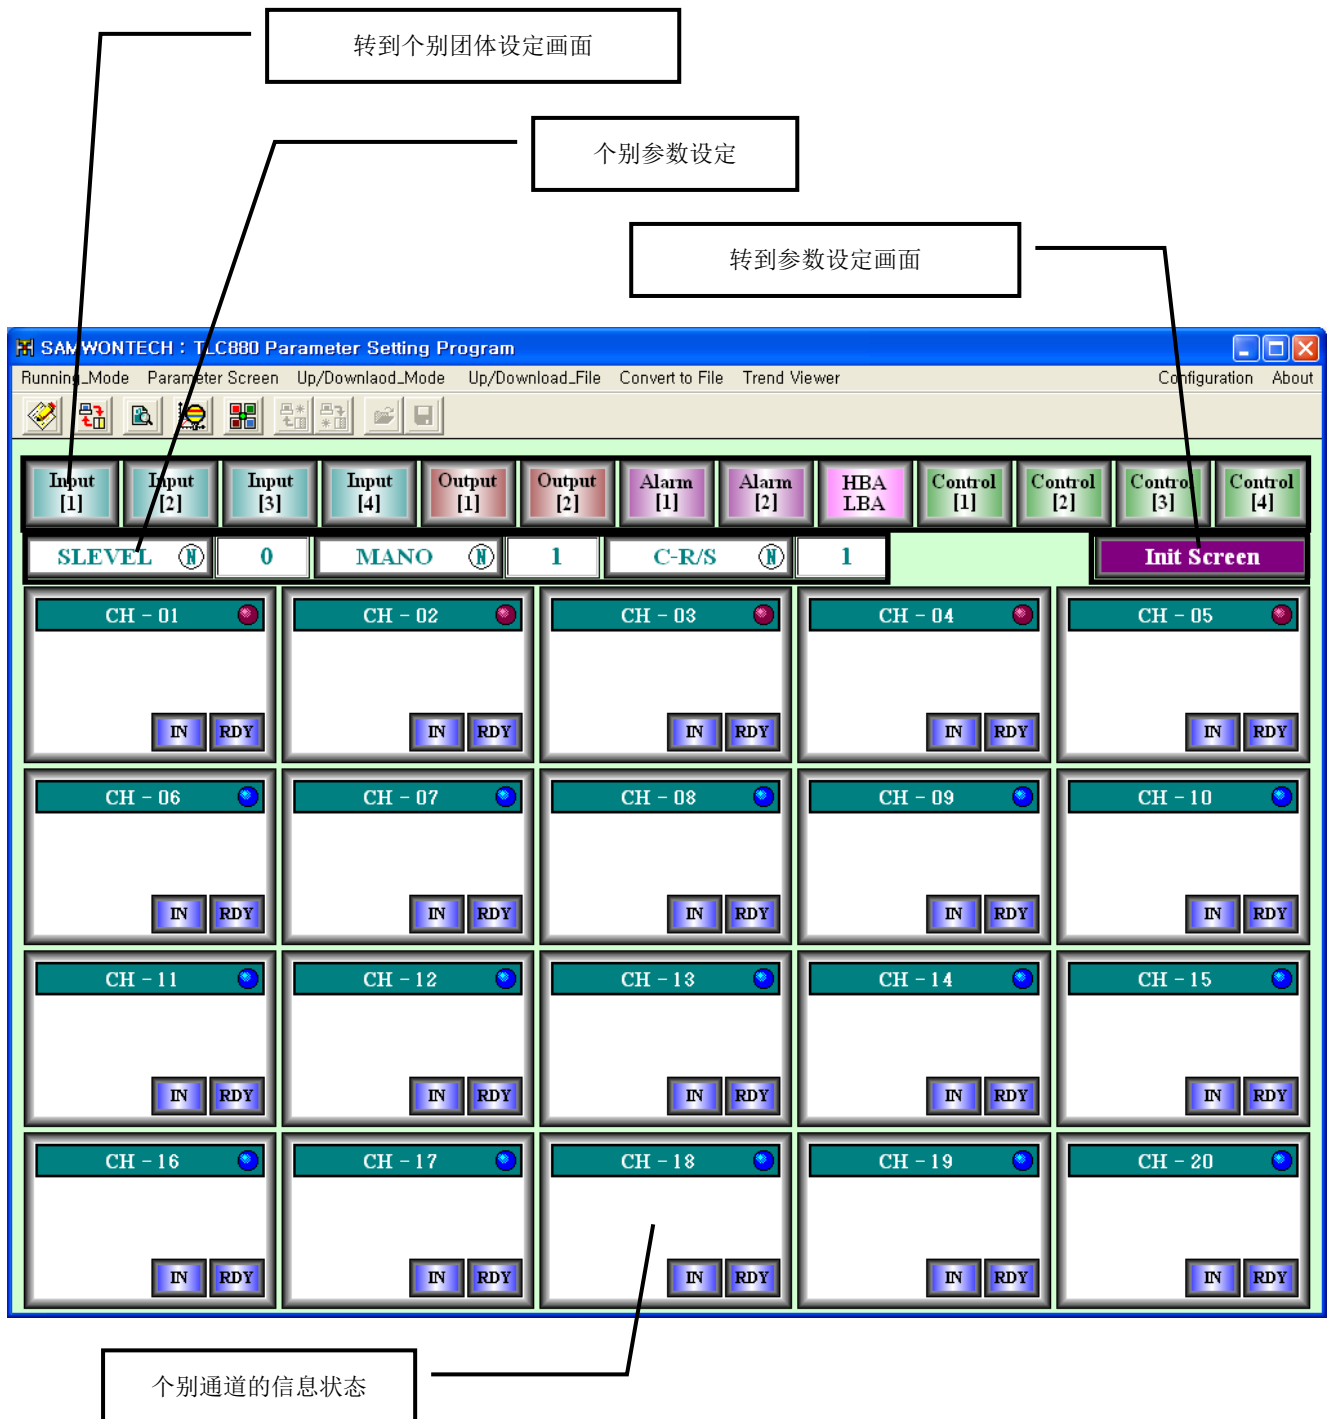 转到个别团体设定画面
个别参数设定
转到参数设定画面
SAMWONTECH : TLC880 Parameter Setting Program
Running_Mode Parameter Screen Up/Downlaod_Mode Up/Download_File Convert to File Trend Viewer Configuration About
Input [1] Input [2] Input [3] Input [4] Output [1] Output [2] Alarm [1] Alarm [2] HBA LBA Control [1] Control [2] Control [3] Control [4]
SLEVEL N 0 MANO N 1 C-R/S N 1 Init Screen
CH - 01 CH - 02 CH - 03 CH - 04 CH - 05
IN RDY IN RDY IN RDY IN RDY IN RDY
CH - 06 CH - 07 CH - 08 CH - 09 CH - 10
IN RDY IN RDY IN RDY IN RDY IN RDY
CH - 11 CH - 12 CH - 13 CH - 14 CH - 15
IN RDY IN RDY IN RDY IN RDY IN RDY
CH - 16 CH - 17 CH - 18 CH - 19 CH - 20
IN RDY IN RDY IN RDY IN RDY IN RDY
个别通道的信息状态